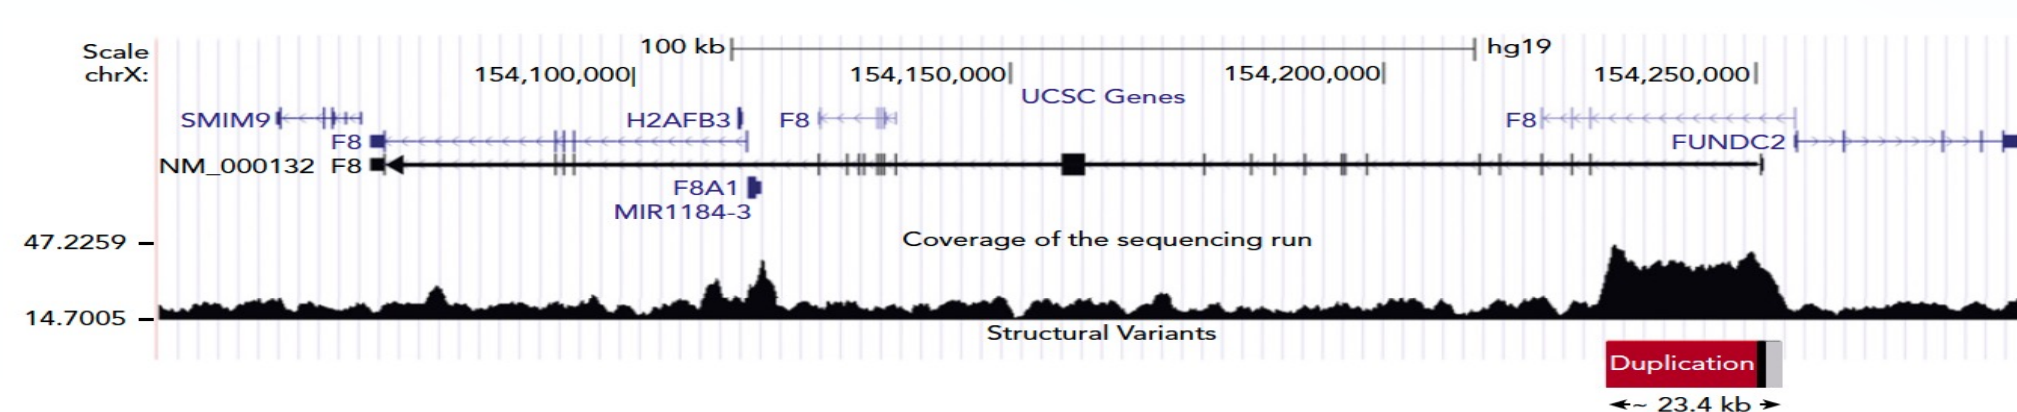 Scale 100 kb hg19
chrX: 154,100,000| 154,150,000| 154,200,000| 154,250,000|
UCSC Genes
SMIM9 H2AFB3 F8 F8
F8 FUNDC2
NM_000132 F8
F8A1
MIR1184-3
47.2259 Coverage of the sequencing run
14.7005
Structural Variants
Duplication
~ 23.4 kb